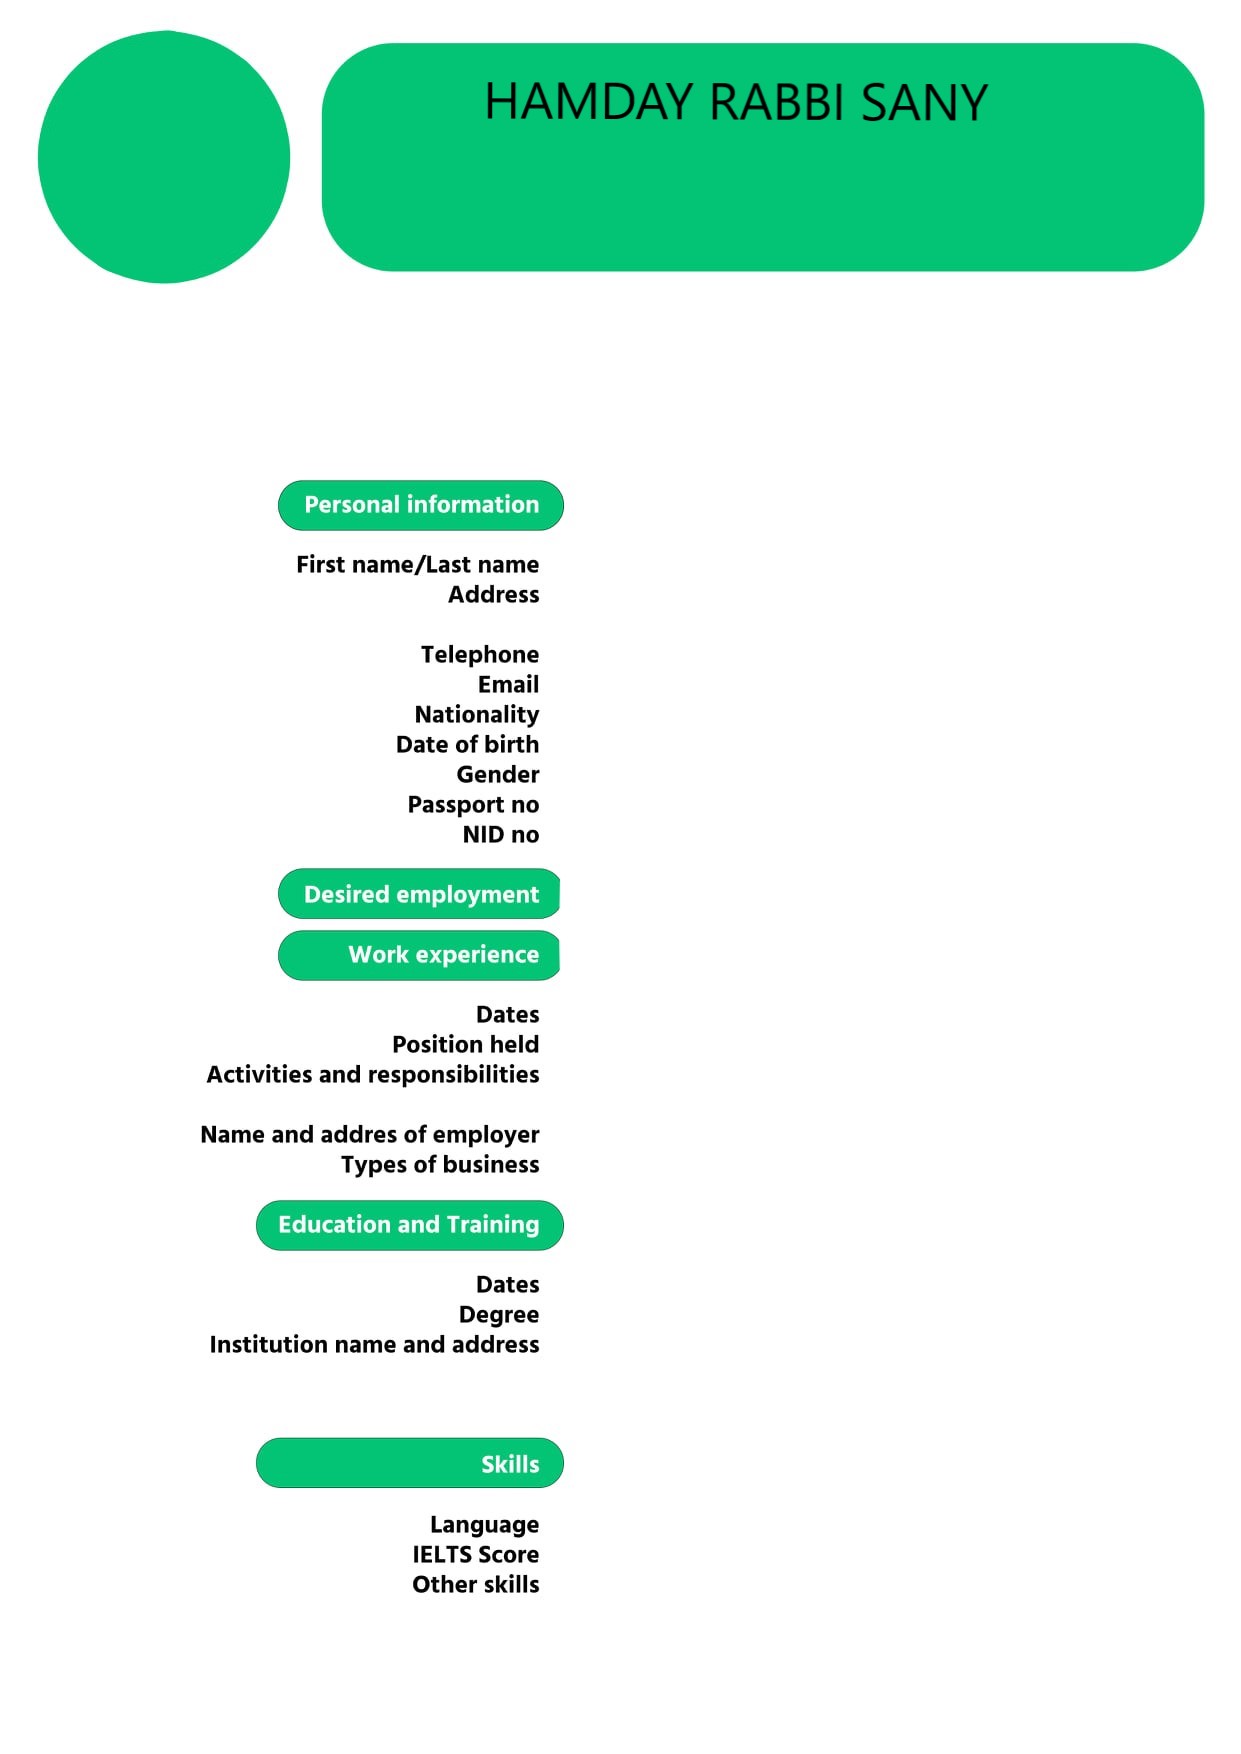 HAMDAY RABBI SANY
Personal information
First name/Last name
Address
Telephone
Email
Nationality
Date of birth
Gender
Passport no
NID no
Desired employment
Work experience
Dates
Position held
Activities and responsibilities
Name and addres of employer
Types of business
Education and Training
Dates
Degree
Institution name and address
Skills
Language
IELTS Score
Other skills